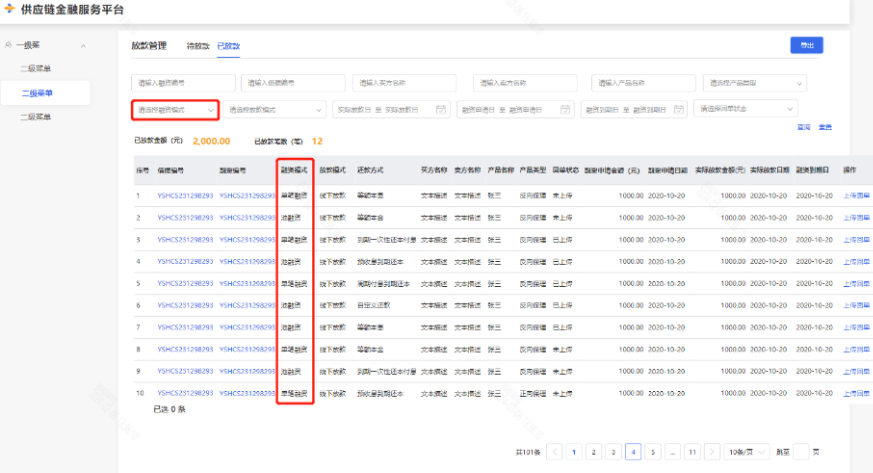 供应链金融服务平台
一级菜
二级菜单
二级菜单
二级菜单
放款管理 待放款 已放款 导出
请输入融资编号 请输入信徽编号 请输入买方名称 请输入卖方名称 请输入产品名称 请选择产品类型
请选择融资模式 请选择放款模式 实际放款日 至 实际放款日 融资申请日 至 融资申请日 融资到期日 至 融资到期日 请选择回单状态
查询 重置
已放款金额（元） 2,000.00 已放款笔数（笔） 12
序号 信徽编号 融资编号 融资模式 放款模式 还款方式 买方名称 卖方名称 产品名称 产品类型 回单状态 融资申请金额（元） 融资申请日期 实际放款金额(元) 实际放款日期 融资到期日 操作
1 YSHCS231298293 YSHCS231298293 单笔融资 线下放款 等额本息 文本描述 文本描述 张三 反向保理 未上传 1000.00 2020-10-20 1000.00 2020-10-20 2020-10-20 上传回单
2 YSHCS231298293 YSHCS231298293 池融资 线下放款 等额本金 文本描述 文本描述 张三 反向保理 未上传 1000.00 2020-10-20 1000.00 2020-10-20 2020-10-20 上传回单
3 YSHCS231298293 YSHCS231298293 单笔融资 线下放款 到期一次性还本付息 文本描述 文本描述 张三 反向保理 已上传 1000.00 2020-10-20 1000.00 2020-10-20 2020-10-20 上传回单
4 YSHCS231298293 YSHCS231298293 池融资 线下放款 预收息到期还本 文本描述 文本描述 张三 反向保理 已上传 1000.00 2020-10-20 1000.00 2020-10-20 2020-10-20 上传回单
5 YSHCS231298293 YSHCS231298293 单笔融资 线下放款 周期付息到期还本 文本描述 文本描述 张三 反向保理 已上传 1000.00 2020-10-20 1000.00 2020-10-20 2020-10-20 上传回单
6 YSHCS231298293 YSHCS231298293 池融资 线下放款 自定义还款 文本描述 文本描述 张三 反向保理 已上传 1000.00 2020-10-20 1000.00 2020-10-20 2020-10-20 上传回单
7 YSHCS231298293 YSHCS231298293 池融资 线下放款 等额本息 文本描述 文本描述 张三 反向保理 已上传 1000.00 2020-10-20 1000.00 2020-10-20 2020-10-20 上传回单
8 YSHCS231298293 YSHCS231298293 单笔融资 线下放款 等额本金 文本描述 文本描述 张三 反向保理 未上传 1000.00 2020-10-20 1000.00 2020-10-20 2020-10-20 上传回单
9 YSHCS231298293 YSHCS231298293 池融资 线下放款 到期一次性还本付息 文本描述 文本描述 张三 反向保理 未上传 1000.00 2020-10-20 1000.00 2020-10-20 2020-10-20 上传回单
10 YSHCS231298293 YSHCS231298293 单笔融资 线下放款 预收息到期还本 文本描述 文本描述 张三 正向保理 未上传 1000.00 2020-10-20 1000.00 2020-10-20 2020-10-20 上传回单
已选 0 条
共101条 1 2 3 4 5 ... 11 10条/页 跳至 页